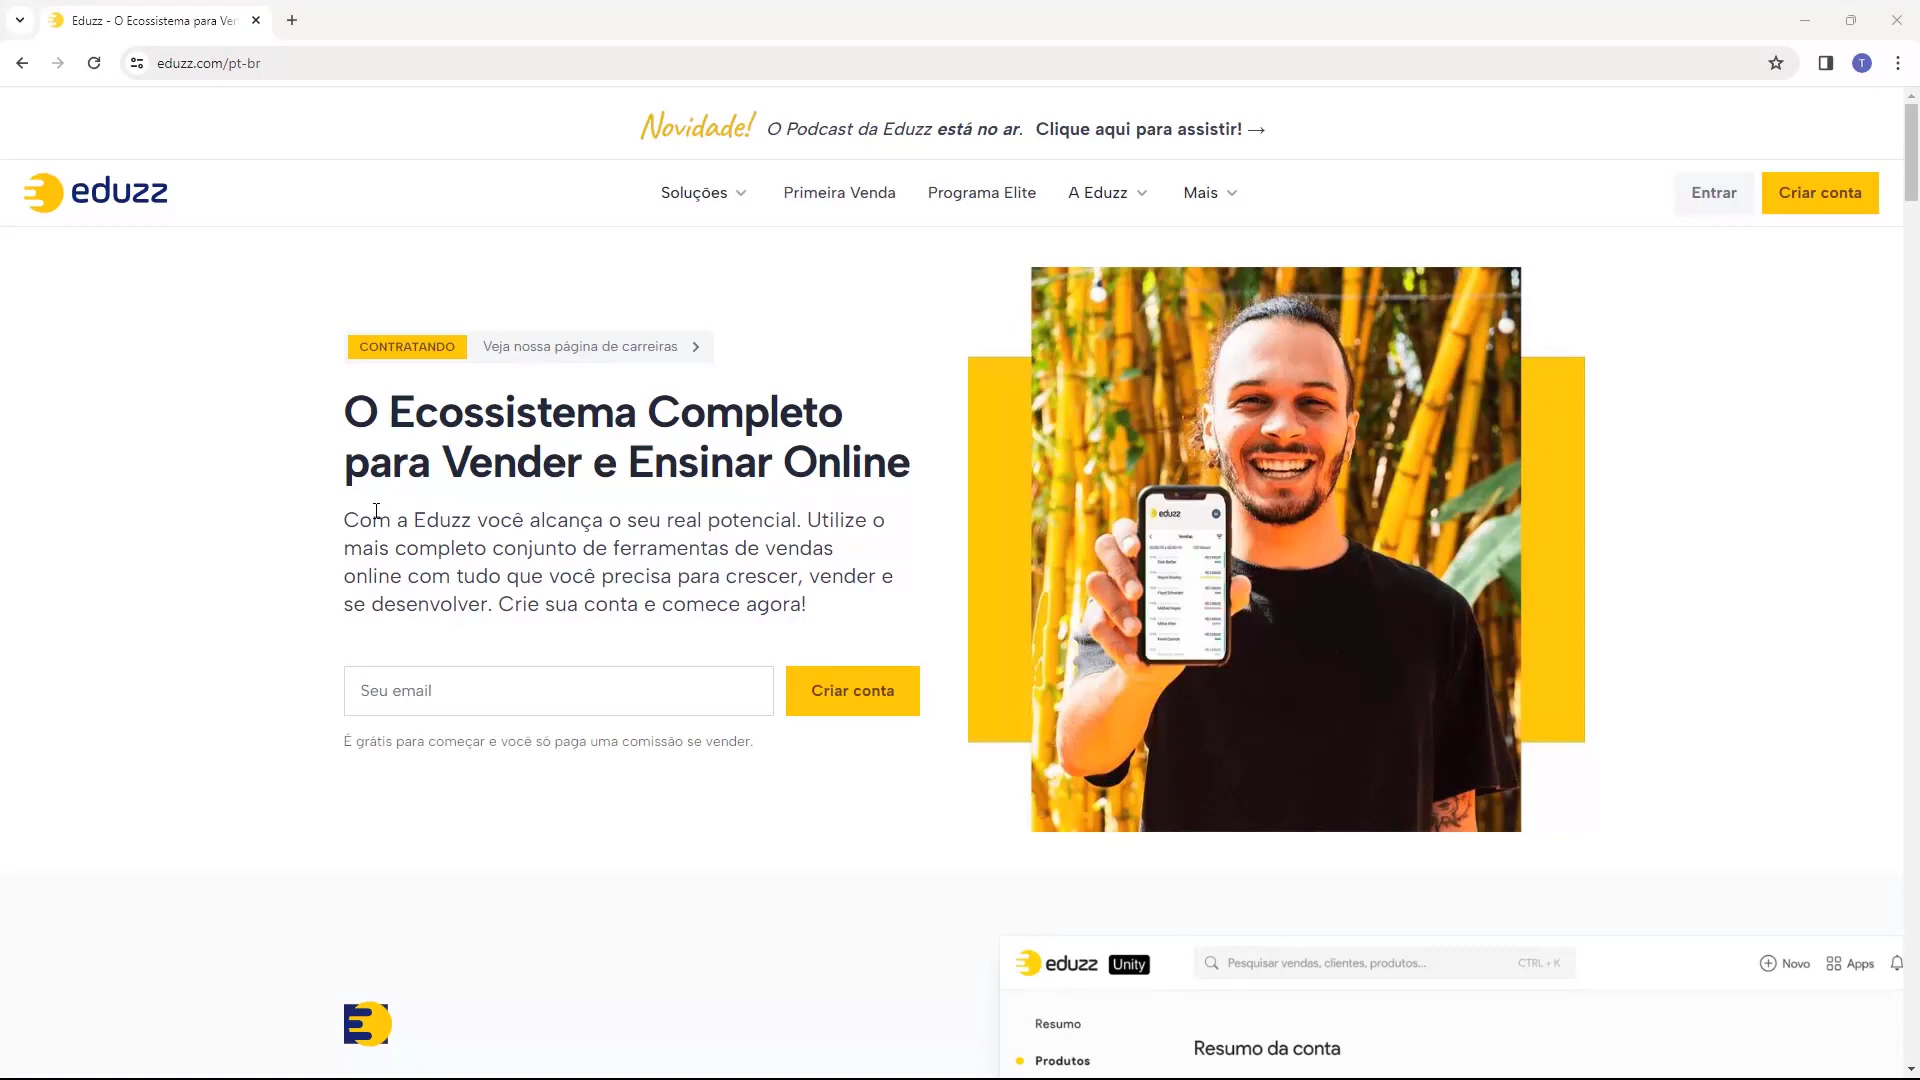 Eduzz - O Ecossistema para Ver
eduzz.com/pt-br
T
Novidade! O Podcast da Eduzz está no ar. Clique aqui para assistir! →
eduzz
Soluções
Primeira Venda
Programa Elite
A Eduzz
Mais
Entrar
Criar conta
CONTRATANDO
Veja nossa página de carreiras
O Ecossistema Completo
para Vender e Ensinar Online
Com a Eduzz você alcança o seu real potencial. Utilize o
mais completo conjunto de ferramentas de vendas
online com tudo que você precisa para crescer, vender e
se desenvolver. Crie sua conta e comece agora!
Seu email
Criar conta
É grátis para começar e você só paga uma comissão se vender.
eduzz
Vendas
eduzz Unity
Pesquisar vendas, clientes, produtos...
CTRL + K
Novo
Apps
Resumo
Produtos
Resumo da conta